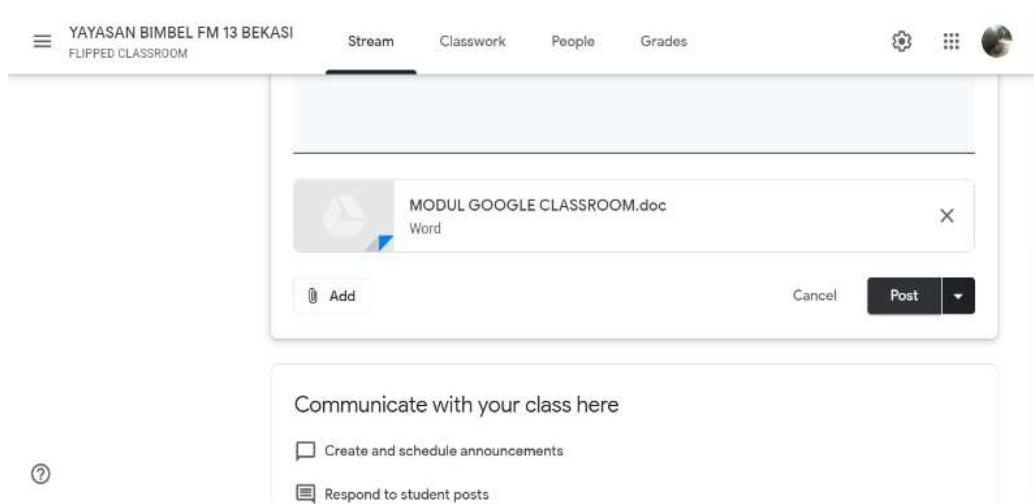 YAYASAN BIMBEL FM 13 BEKASI
FLIPPED CLASSROOM
Stream Classwork People Grades
MODUL GOOGLE CLASSROOM.doc
Word
Add Cancel Post
Communicate with your class here
Create and schedule announcements
Respond to student posts